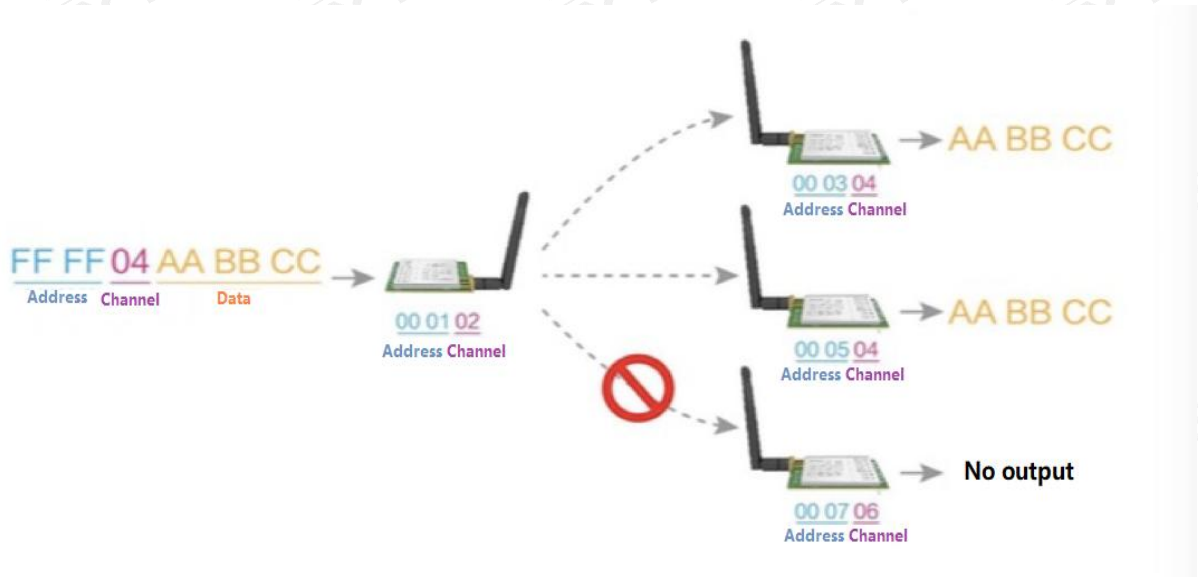 FF FF 04 AA BB CC
Address Channel Data
00 01 02
Address Channel
AA BB CC
00 03 04
Address Channel
AA BB CC
00 05 04
Address Channel
No output
00 07 06
Address Channel